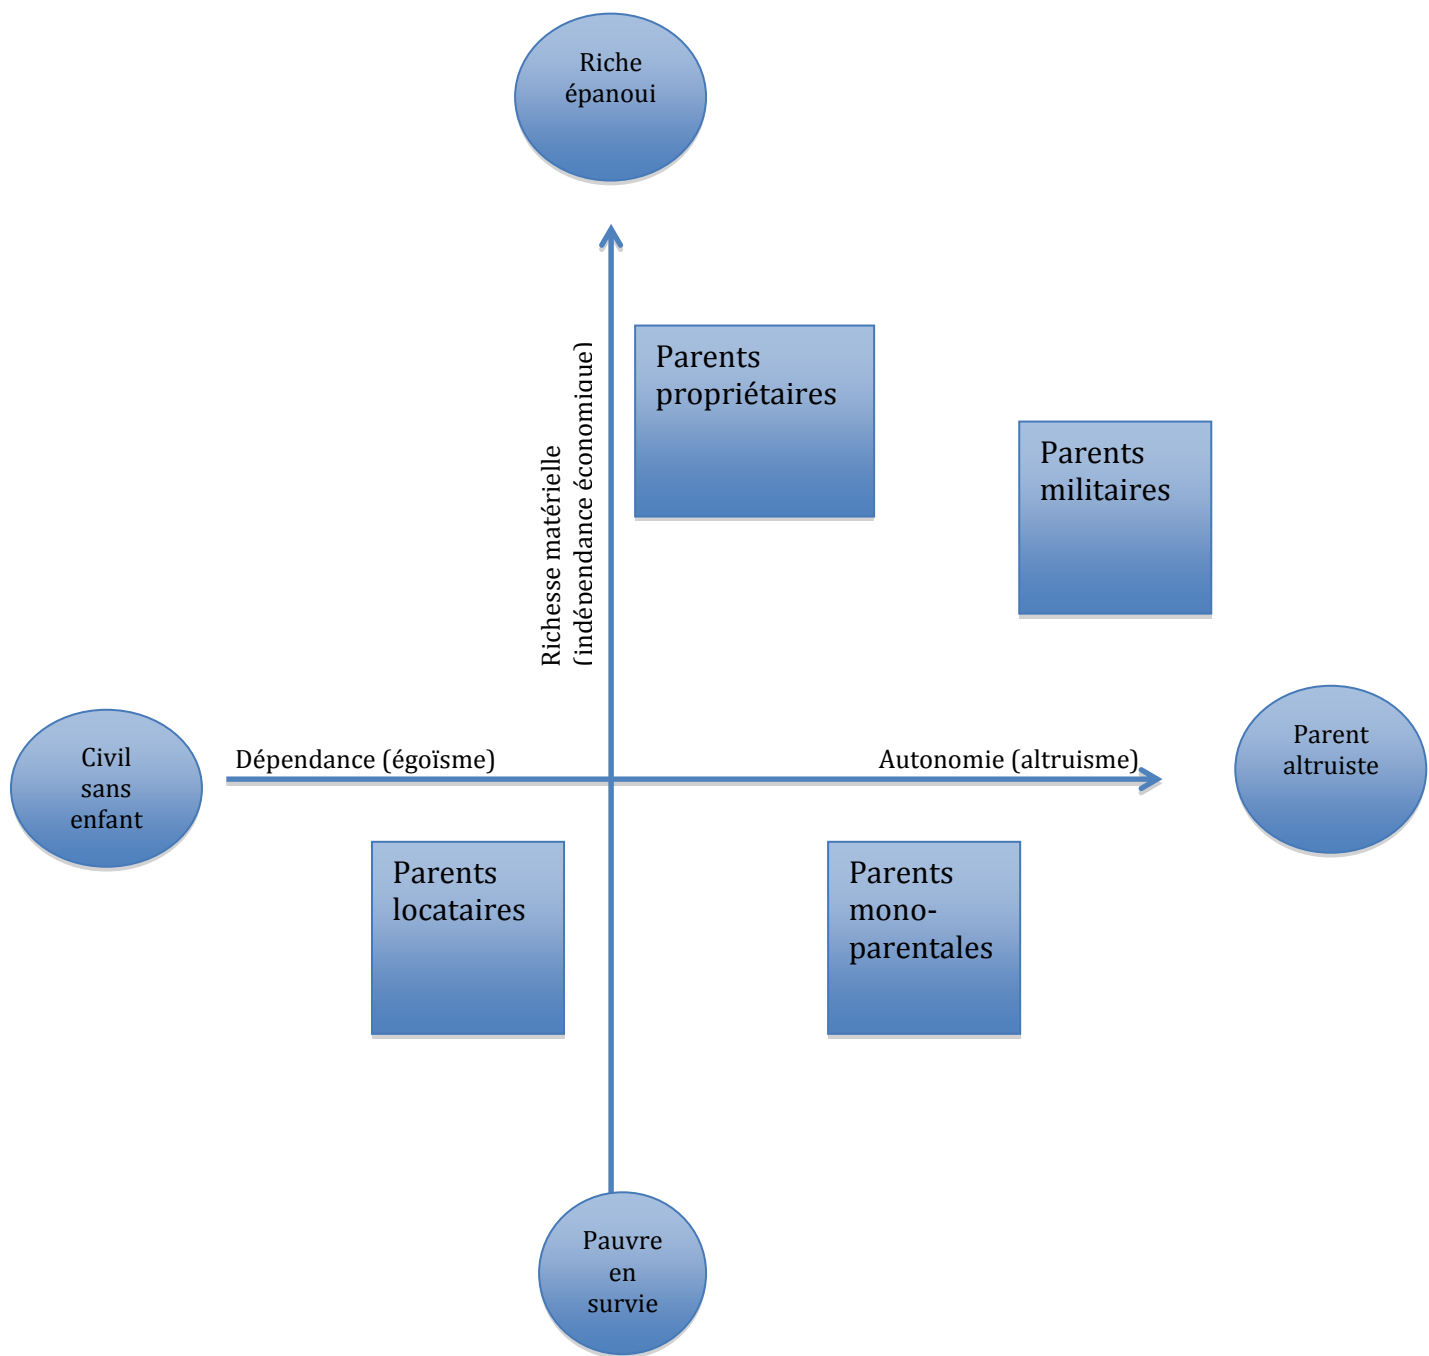 Riche
épanoui
Richesse matérielle
(indépendance économique)
Parents
propriétaires
Parents
militaires
Civil
sans
enfant
Dépendance (égoïsme)
Autonomie (altruisme)
Parent
altruiste
Parents
locataires
Parents
mono-
parentales
Pauvre
en
survie